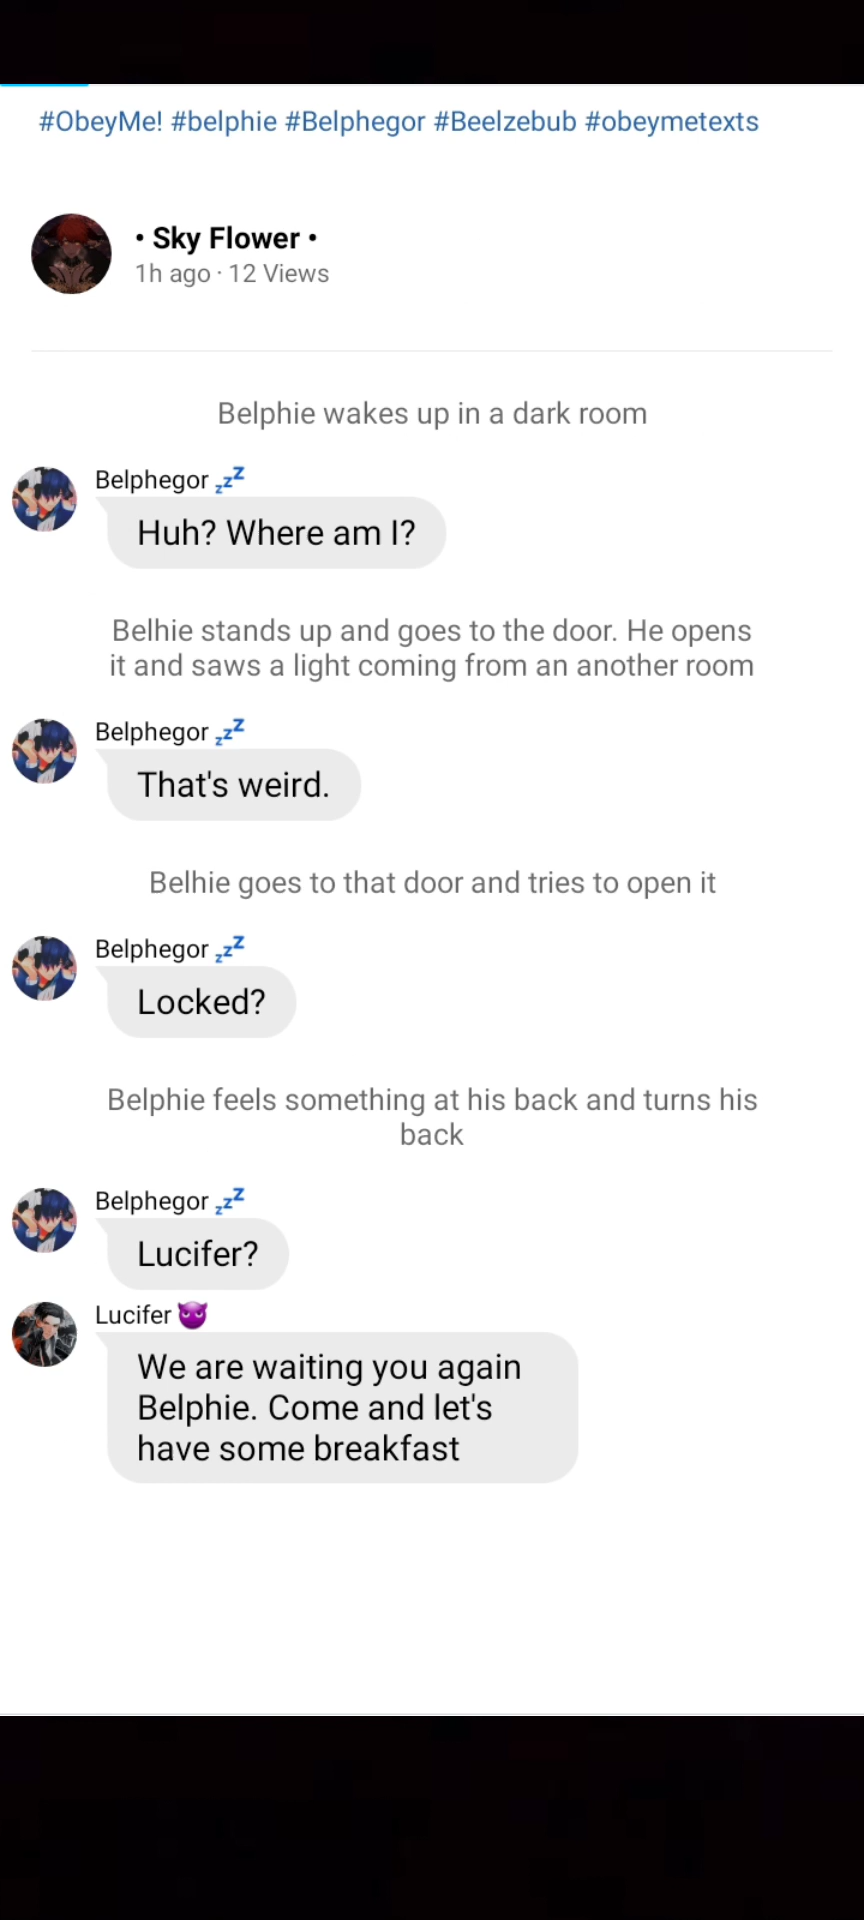 #ObeyMe! #belphie #Belphegor #Beelzebub #obeymetexts
• Sky Flower •
1h ago · 12 Views
Belphie wakes up in a dark room
Belphegor 💤
Huh? Where am I?
Belhie stands up and goes to the door. He opens
it and saws a light coming from an another room
Belphegor 💤
That's weird.
Belhie goes to that door and tries to open it
Belphegor 💤
Locked?
Belphie feels something at his back and turns his
back
Belphegor 💤
Lucifer?
Lucifer 😈
We are waiting you again
Belphie. Come and let's
have some breakfast